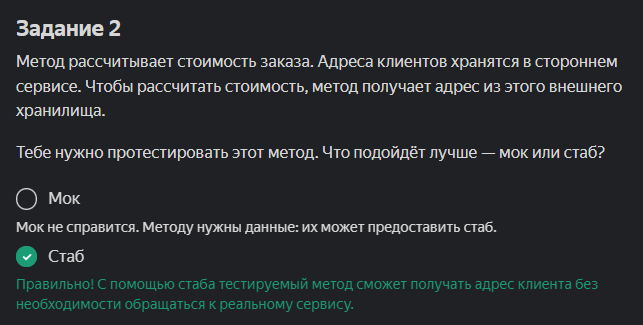 Задание 2
Метод рассчитывает стоимость заказа. Адреса клиентов хранятся в стороннем
сервисе. Чтобы рассчитать стоимость, метод получает адрес из этого внешнего
хранилища.
Тебе нужно протестировать этот метод. Что подойдёт лучше — мок или стаб?
Мок
Мок не справится. Методу нужны данные: их может предоставить стаб.
Стаб
Правильно! С помощью стаба тестируемый метод сможет получать адрес клиента без
необходимости обращаться к реальному сервису.